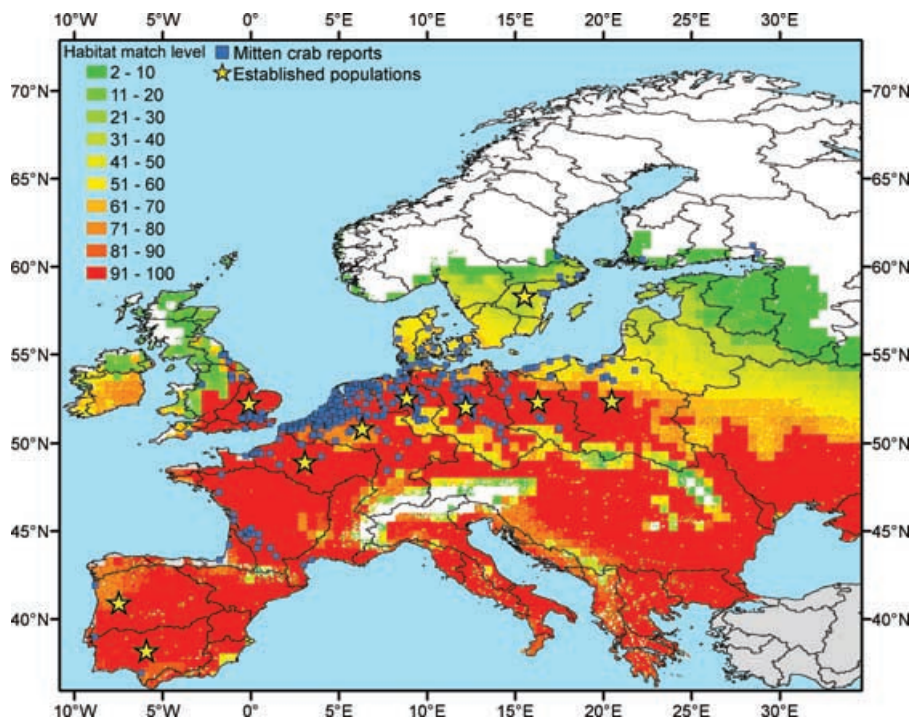 10°W 5°W 0° 5°E 10°E 15°E 20°E 25°E 30°E
Habitat match level
2 - 10
11 - 20
21 - 30
31 - 40
41 - 50
51 - 60
61 - 70
71 - 80
81 - 90
91 - 100
Mitten crab reports
Established populations
70°N
65°N
60°N
55°N
50°N
45°N
40°N
70°N
65°N
60°N
55°N
50°N
45°N
40°N
10°W 5°W 0° 5°E 10°E 15°E 20°E 25°E 30°E